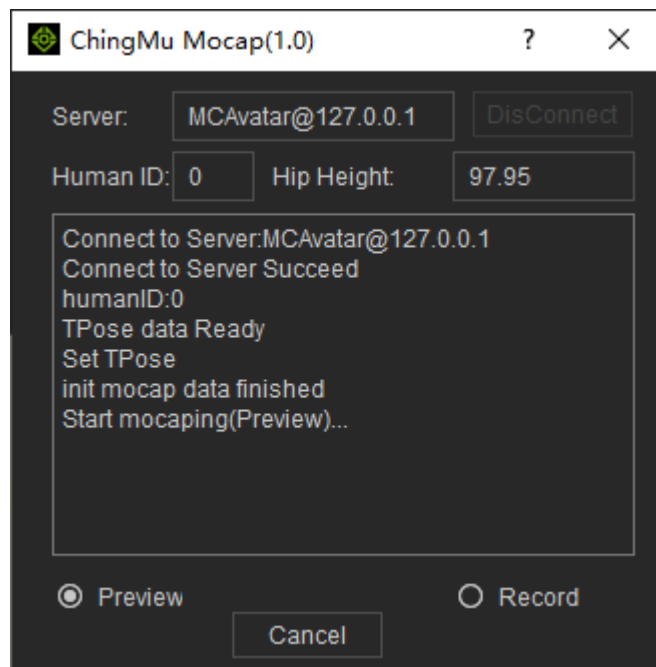 ChingMu Mocap(1.0) ? ×
Server: MCAvatar@127.0.0.1 DisConnect
Human ID: 0 Hip Height: 97.95
Connect to Server:MCAvatar@127.0.0.1
Connect to Server Succeed
humanID:0
TPose data Ready
Set TPose
init mocap data finished
Start mocaping(Preview)...
Preview Record
Cancel